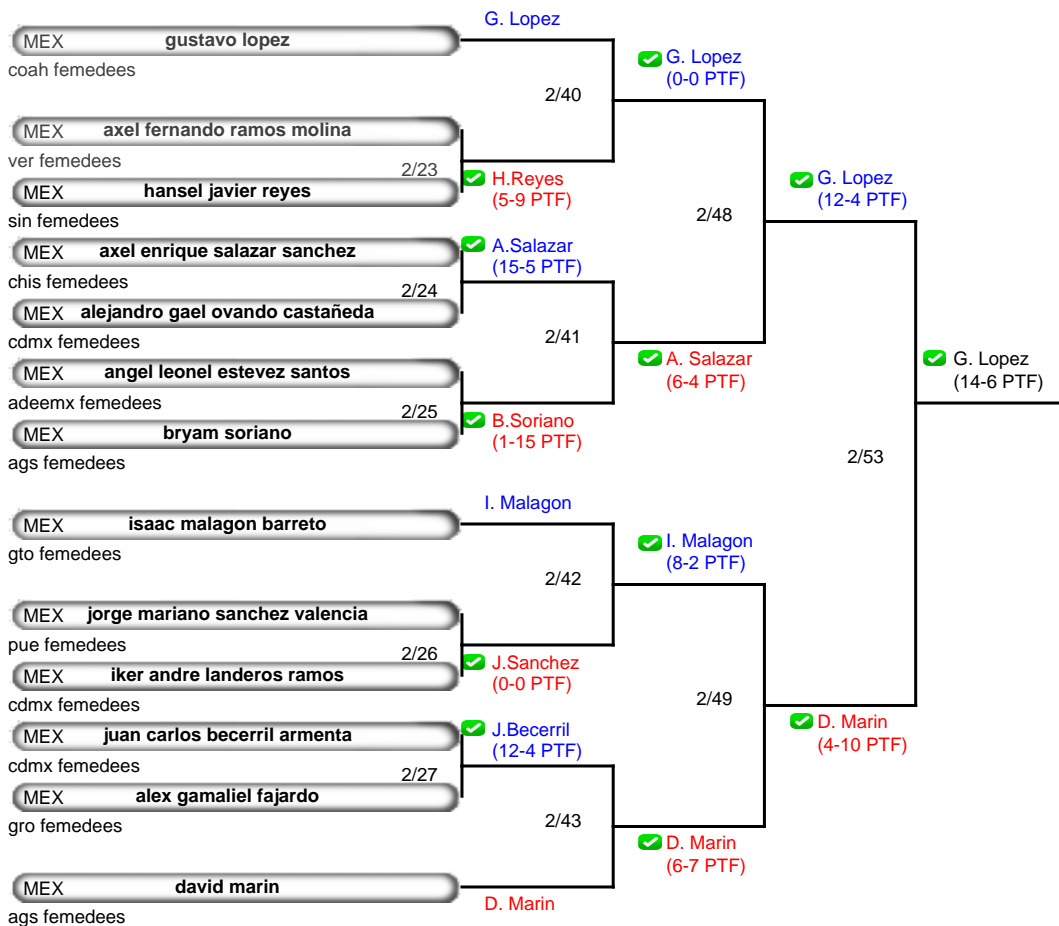 G. Lopez
MEX gustavo lopez
coah femedees
G. Lopez
(0-0 PTF)
2/40
MEX axel fernando ramos molina
ver femedees
2/23
MEX hansel javier reyes
sin femedees
H.Reyes
(5-9 PTF)
G. Lopez
(12-4 PTF)
2/48
MEX axel enrique salazar sanchez
chis femedees
A.Salazar
(15-5 PTF)
2/24
MEX alejandro gael ovando castañeda
cdmx femedees
2/41
MEX angel leonel estevez santos
adeemx femedees
A. Salazar
(6-4 PTF)
G. Lopez
(14-6 PTF)
2/25
MEX bryam soriano
ags femedees
B.Soriano
(1-15 PTF)
2/53
I. Malagon
MEX isaac malagon barreto
gto femedees
I. Malagon
(8-2 PTF)
2/42
MEX jorge mariano sanchez valencia
pue femedees
2/26
MEX iker andre landeros ramos
cdmx femedees
J.Sanchez
(0-0 PTF)
2/49
MEX juan carlos becerril armenta
cdmx femedees
J.Becerril
(12-4 PTF)
D. Marin
(4-10 PTF)
2/27
MEX alex gamaliel fajardo
gro femedees
2/43
D. Marin
(6-7 PTF)
MEX david marin
ags femedees
D. Marin